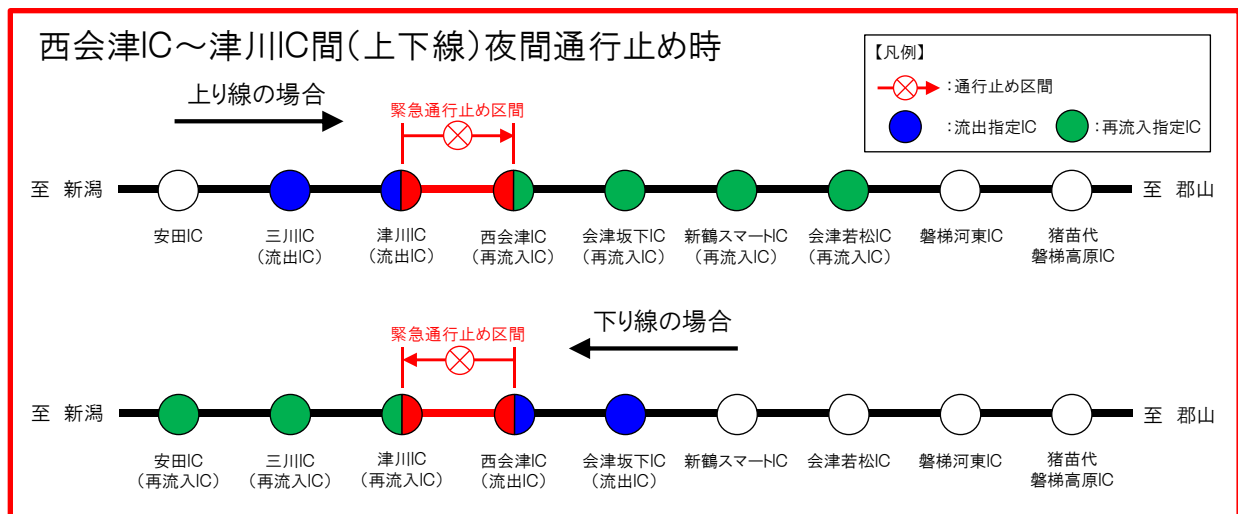 西会津IC～津川IC間(上下線)夜間通行止め時
【凡例】
：通行止め区間
：流出指定IC
：再流入指定IC
上り線の場合
緊急通行止め区間
至 新潟
至 郡山
安田IC
三川IC
(流出IC)
津川IC
(流出IC)
西会津IC
(再流入IC)
会津坂下IC
(再流入IC)
新鶴スマートIC
(再流入IC)
会津若松IC
(再流入IC)
磐梯河東IC
猪苗代
磐梯高原IC
下り線の場合
緊急通行止め区間
至 新潟
至 郡山
安田IC
(再流入IC)
三川IC
(再流入IC)
津川IC
(再流入IC)
西会津IC
(流出IC)
会津坂下IC
(流出IC)
新鶴スマートIC
会津若松IC
磐梯河東IC
猪苗代
磐梯高原IC